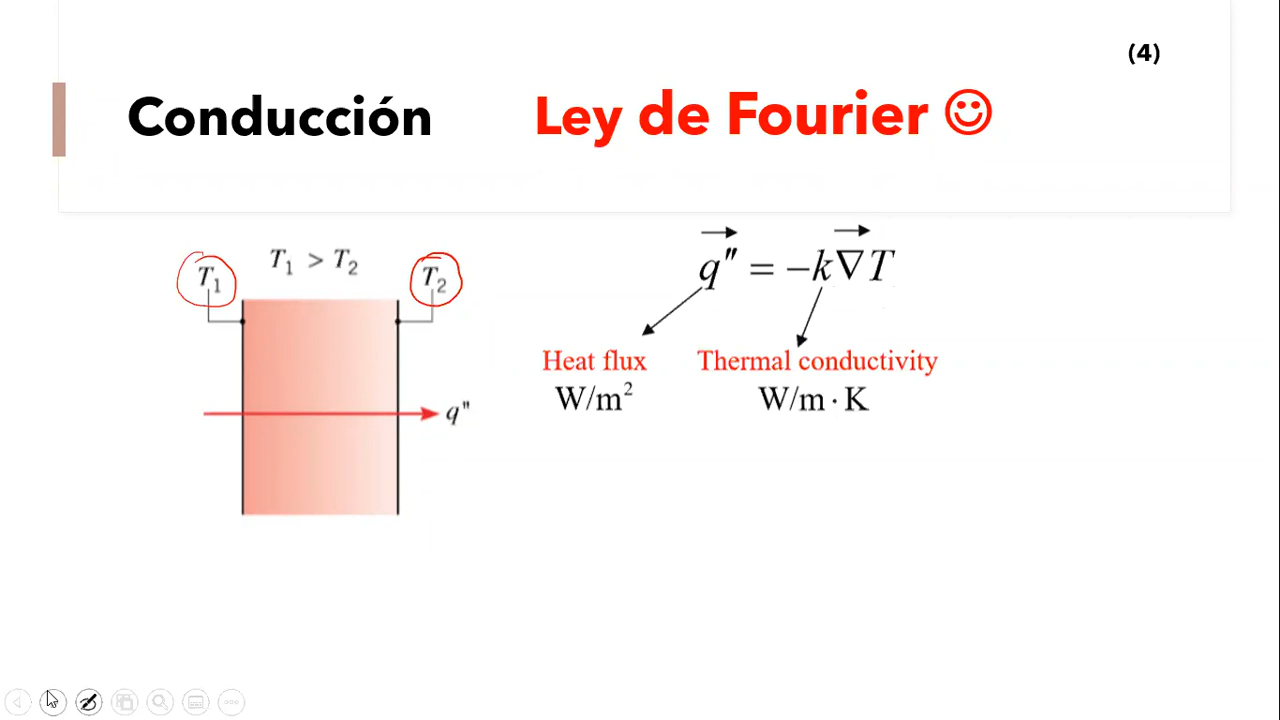 (4)
Conducción
Ley de Fourier ☺
T₁ > T₂
T₁
T₂
q"
q" = −k∇T
Heat flux
W/m²
Thermal conductivity
W/m · K